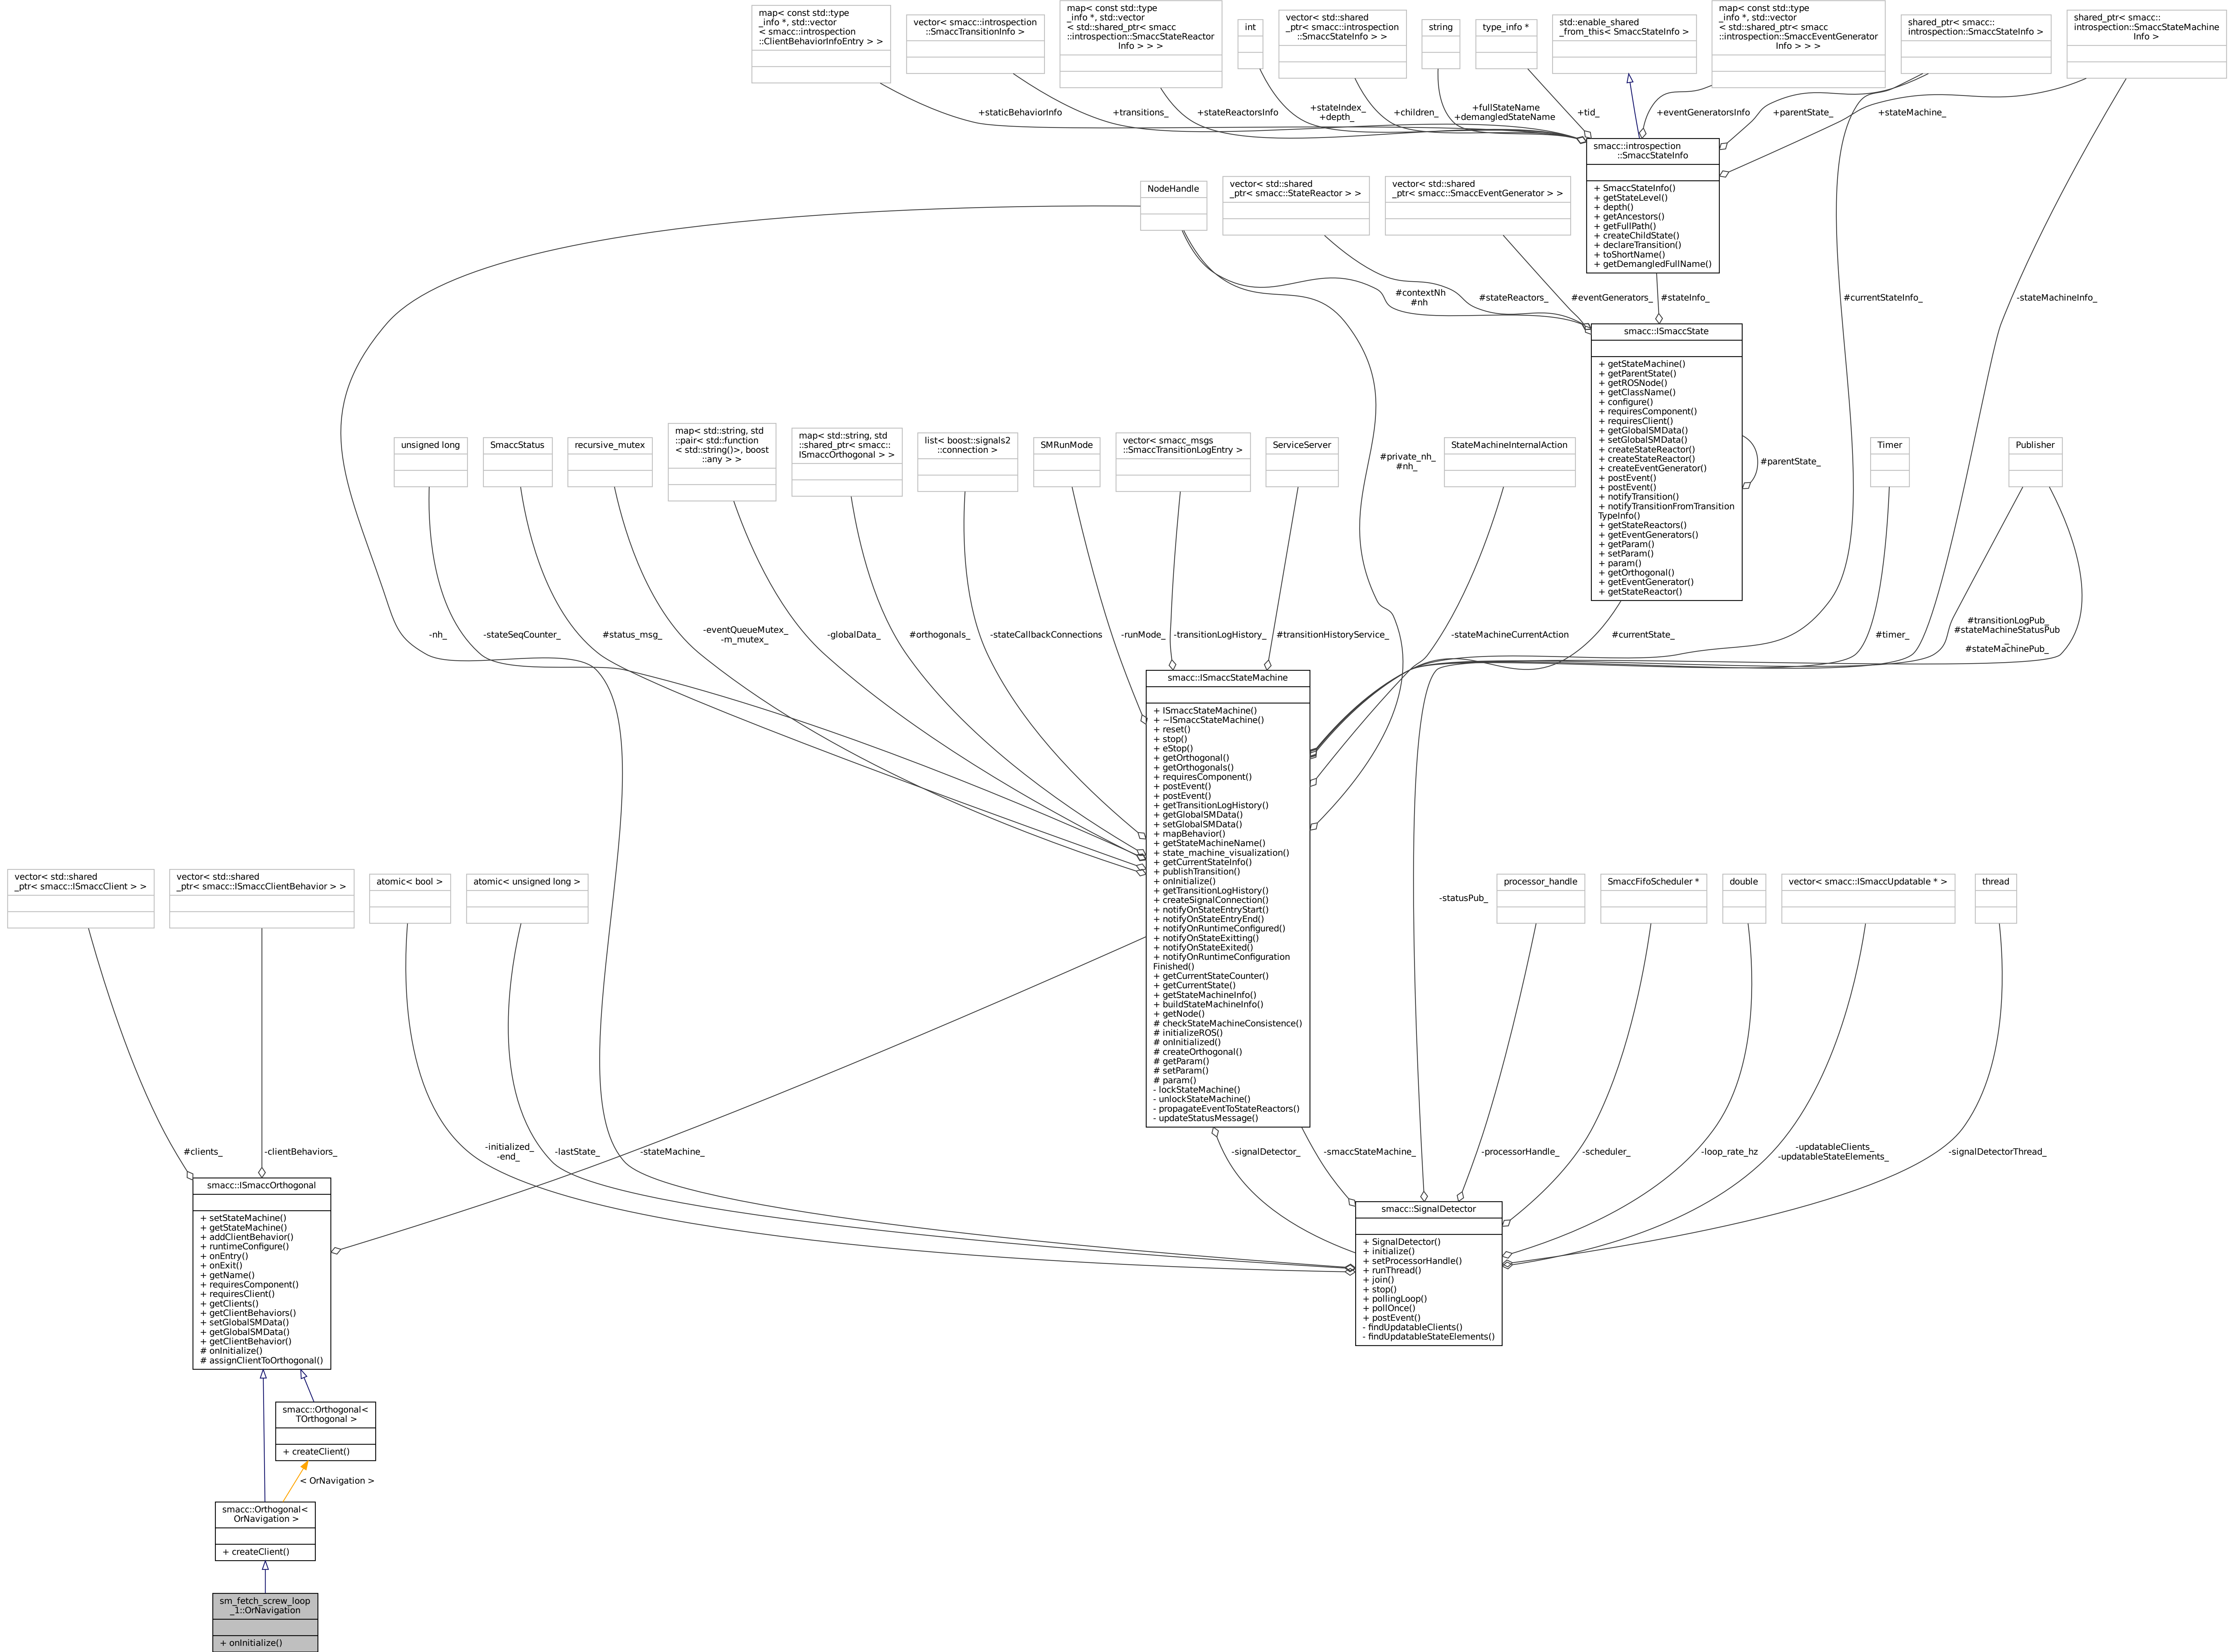 map< const std::type
_info *, std::vector
< smacc::introspection
::ClientBehaviorInfoEntry > >
vector< smacc::introspection
::SmaccTransitionInfo >
map< const std::type
_info *, std::vector
< std::shared_ptr< smacc
::introspection::SmaccStateReactor
Info > > >
int
vector< std::shared
_ptr< smacc::introspection
::SmaccStateInfo > >
string
type_info *
std::enable_shared
_from_this< SmaccStateInfo >
map< const std::type
_info *, std::vector
< std::shared_ptr< smacc
::introspection::SmaccEventGenerator
Info > > >
shared_ptr< smacc::
introspection::SmaccStateInfo >
shared_ptr< smacc::
introspection::SmaccStateMachine
Info >
+staticBehaviorInfo
+transitions_
+stateReactorsInfo
+stateIndex_
+depth_
+children_
+fullStateName
+demangledStateName
+tid_
+eventGeneratorsInfo
+parentState_
+stateMachine_
smacc::introspection
::SmaccStateInfo
+ SmaccStateInfo()
+ getStateLevel()
+ depth()
+ getAncestors()
+ getFullPath()
+ createChildState()
+ declareTransition()
+ toShortName()
+ getDemangledFullName()
NodeHandle
vector< std::shared
_ptr< smacc::StateReactor > >
vector< std::shared
_ptr< smacc::SmaccEventGenerator > >
#contextNh
#nh
#stateReactors_
#eventGenerators_
#stateInfo_
#currentStateInfo_
-stateMachineInfo_
smacc::ISmaccState
+ getStateMachine()
+ getParentState()
+ getROSNode()
+ getClassName()
+ configure()
+ requiresComponent()
+ requiresClient()
+ getGlobalSMData()
+ setGlobalSMData()
+ createStateReactor()
+ createStateReactor()
+ createEventGenerator()
+ postEvent()
+ postEvent()
+ notifyTransition()
+ notifyTransitionFromTransition
TypeInfo()
+ getStateReactors()
+ getEventGenerators()
+ getParam()
+ setParam()
+ param()
+ getOrthogonal()
+ getEventGenerator()
+ getStateReactor()
#parentState_
unsigned long
SmaccStatus
recursive_mutex
map< std::string, std
::pair< std::function
< std::string()>, boost
::any > >
map< std::string, std
::shared_ptr< smacc::
ISmaccOrthogonal > >
list< boost::signals2
::connection >
SMRunMode
vector< smacc_msgs
::SmaccTransitionLogEntry >
ServiceServer
#private_nh_
#nh_
StateMachineInternalAction
Timer
Publisher
-nh_
-stateSeqCounter_
#status_msg_
-eventQueueMutex_
-m_mutex_
-globalData_
#orthogonals_
-stateCallbackConnections
-runMode_
-transitionLogHistory_
#transitionHistoryService_
-stateMachineCurrentAction
#currentState_
#timer_
#transitionLogPub_
#stateMachineStatusPub
_
#stateMachinePub_
smacc::ISmaccStateMachine
+ ISmaccStateMachine()
+ ~ISmaccStateMachine()
+ reset()
+ stop()
+ eStop()
+ getOrthogonal()
+ getOrthogonals()
+ requiresComponent()
+ postEvent()
+ postEvent()
+ getTransitionLogHistory()
+ getGlobalSMData()
+ setGlobalSMData()
+ mapBehavior()
+ getStateMachineName()
+ state_machine_visualization()
+ getCurrentStateInfo()
+ publishTransition()
+ onInitialize()
+ getTransitionLogHistory()
+ createSignalConnection()
+ notifyOnStateEntryStart()
+ notifyOnStateEntryEnd()
+ notifyOnRuntimeConfigured()
+ notifyOnStateExitting()
+ notifyOnStateExited()
+ notifyOnRuntimeConfiguration
Finished()
+ getCurrentStateCounter()
+ getCurrentState()
+ getStateMachineInfo()
+ buildStateMachineInfo()
+ getNode()
# checkStateMachineConsistence()
# initializeROS()
# onInitialized()
# createOrthogonal()
# getParam()
# setParam()
# param()
- lockStateMachine()
- unlockStateMachine()
- propagateEventToStateReactors()
- updateStatusMessage()
vector< std::shared
_ptr< smacc::ISmaccClient > >
vector< std::shared
_ptr< smacc::ISmaccClientBehavior > >
atomic< bool >
atomic< unsigned long >
-statusPub_
processor_handle
SmaccFifoScheduler *
double
vector< smacc::ISmaccUpdatable * >
thread
#clients_
-clientBehaviors_
-initialized_
-end_
-lastState_
-stateMachine_
-signalDetector_
-smaccStateMachine_
-processorHandle_
-scheduler_
-loop_rate_hz
-updatableClients_
-updatableStateElements_
-signalDetectorThread_
smacc::ISmaccOrthogonal
+ setStateMachine()
+ getStateMachine()
+ addClientBehavior()
+ runtimeConfigure()
+ onEntry()
+ onExit()
+ getName()
+ requiresComponent()
+ requiresClient()
+ getClients()
+ getClientBehaviors()
+ setGlobalSMData()
+ getGlobalSMData()
+ getClientBehavior()
# onInitialize()
# assignClientToOrthogonal()
smacc::SignalDetector
+ SignalDetector()
+ initialize()
+ setProcessorHandle()
+ runThread()
+ join()
+ stop()
+ pollingLoop()
+ pollOnce()
+ postEvent()
- findUpdatableClients()
- findUpdatableStateElements()
smacc::Orthogonal<
TOrthogonal >
+ createClient()
< OrNavigation >
smacc::Orthogonal<
OrNavigation >
+ createClient()
sm_fetch_screw_loop
_1::OrNavigation
+ onInitialize()